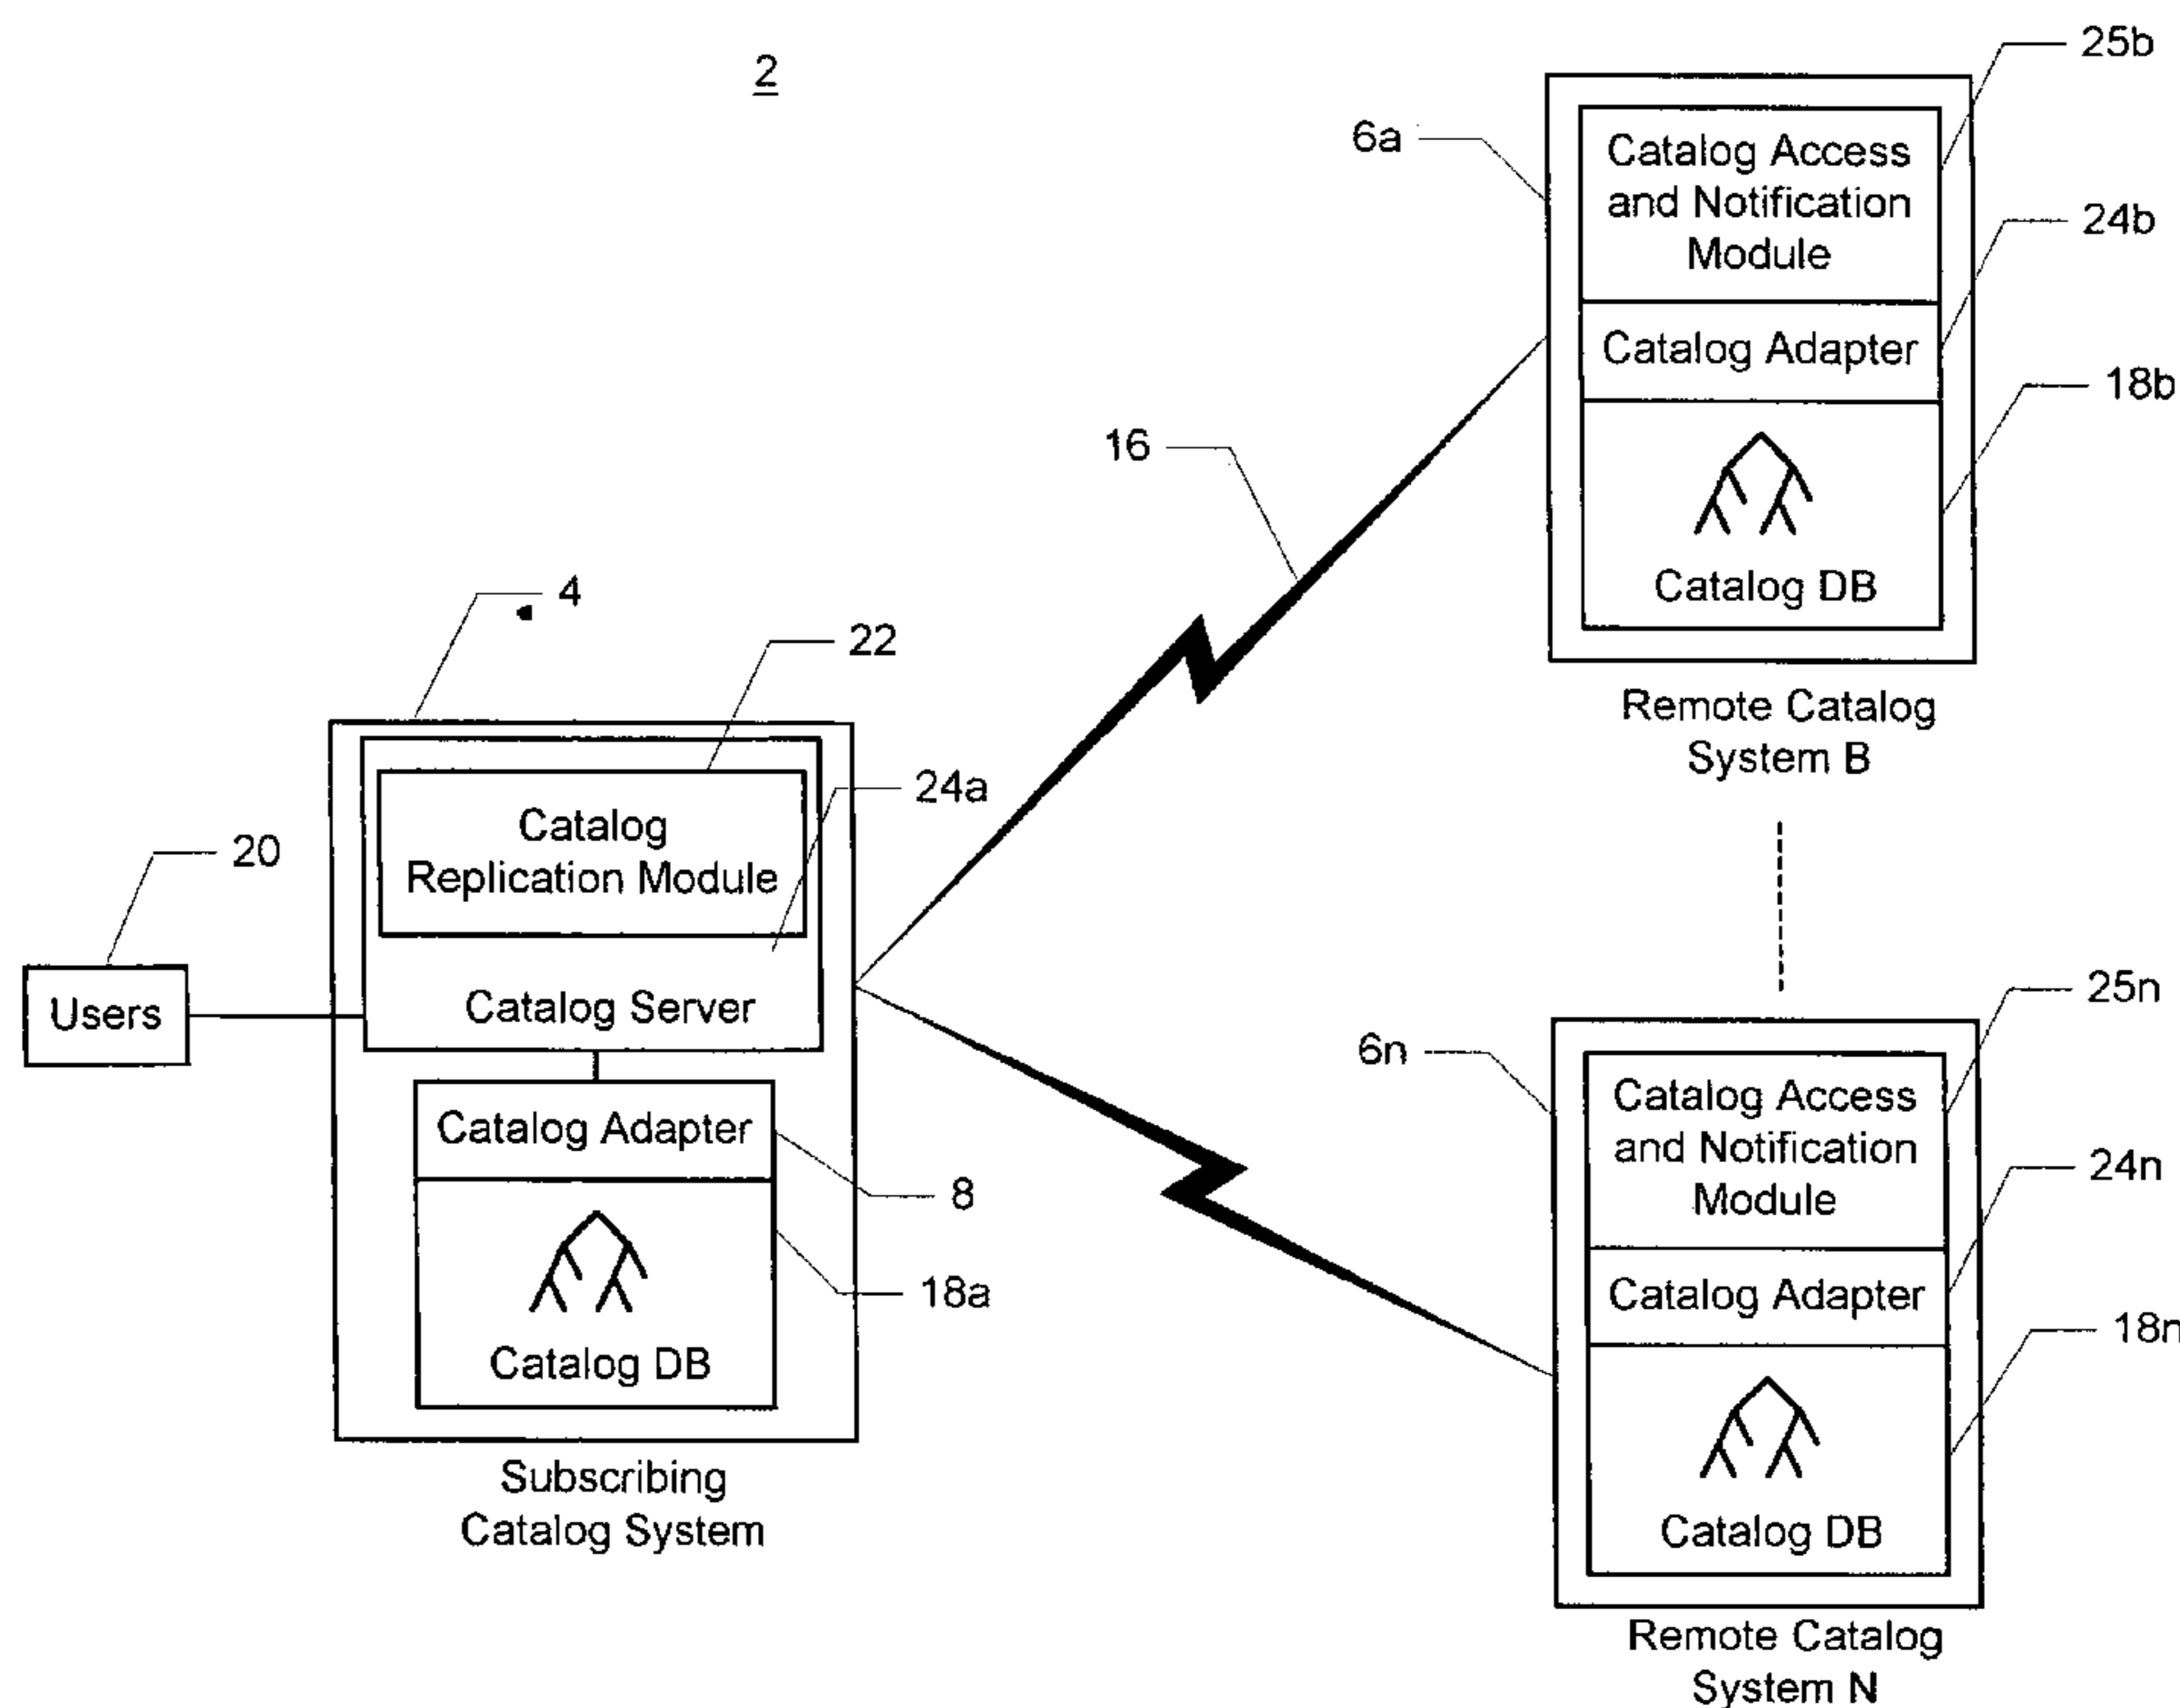 2
25b
6a
Catalog Access
and Notification
Module
24b
Catalog Adapter
18b
16
Catalog DB
4
22
Remote Catalog
System B
24a
Catalog
Replication Module
20
Users
Catalog Server
25n
6n
Catalog Access
and Notification
Module
Catalog Adapter
24n
8
18a
Catalog Adapter
18n
Catalog DB
Subscribing
Catalog System
Catalog DB
Remote Catalog
System N